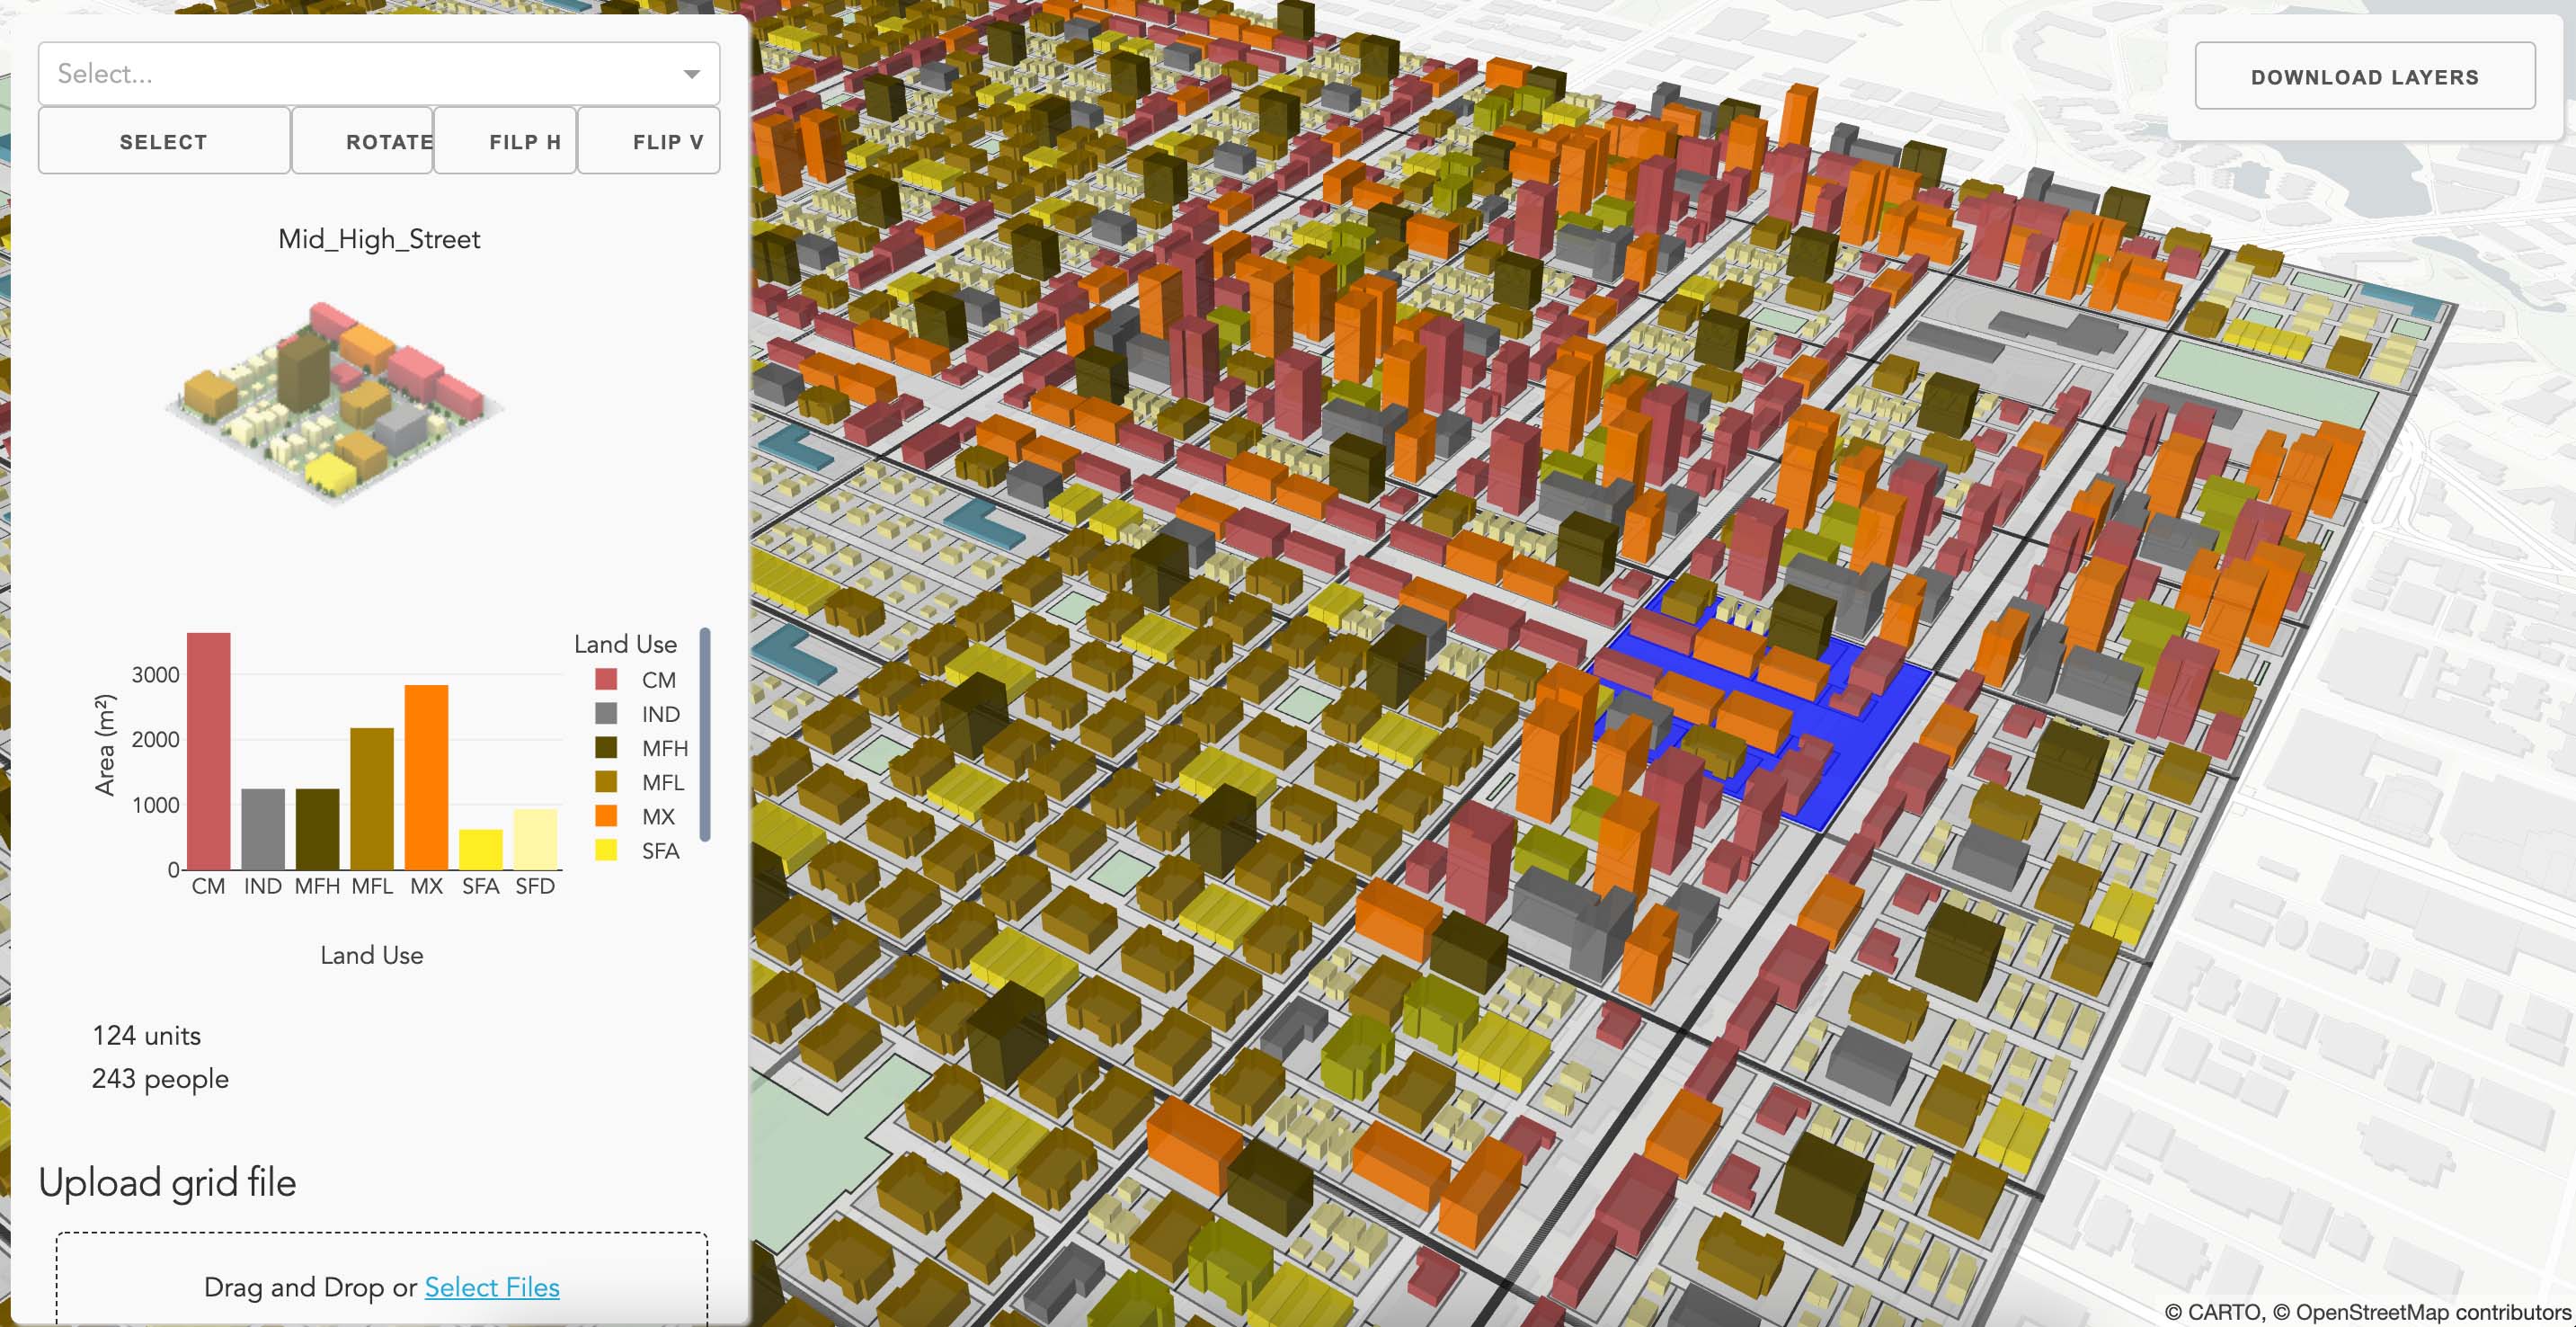 Select...
SELECT
ROTATE
FILP H
FLIP V
Mid_High_Street
Area (m²)
3000
2000
1000
0
CM IND MFH MFL MX SFA SFD
Land Use
Land Use
CM
IND
MFH
MFL
MX
SFA
124 units
243 people
Upload grid file
Drag and Drop or Select Files
DOWNLOAD LAYERS
© CARTO, © OpenStreetMap contributors